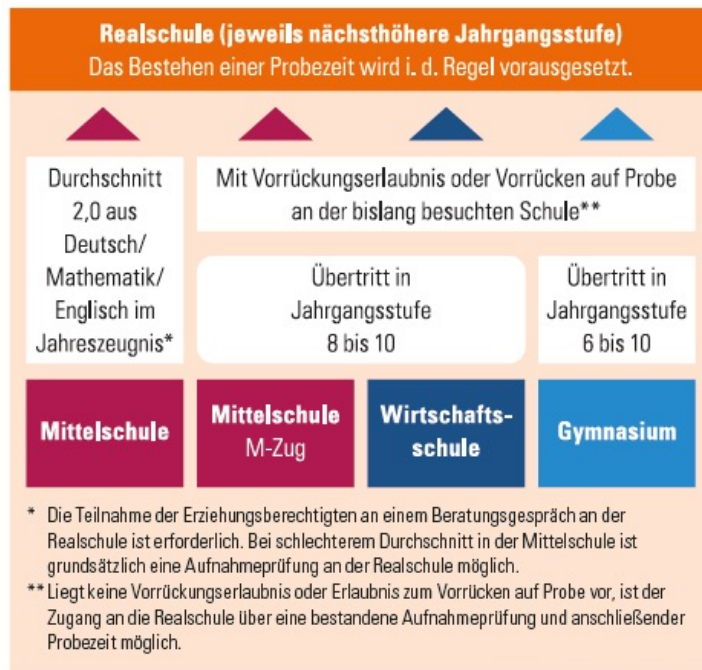 Realschule (jeweils nächsthöhere Jahrgangsstufe)
Das Bestehen einer Probezeit wird i. d. Regel vorausgesetzt.
Durchschnitt
2,0 aus
Deutsch/
Mathematik/
Englisch im
Jahreszeugnis*
Mit Vorrückungserlaubnis oder Vorrücken auf Probe
an der bislang besuchten Schule**
Übertritt in
Jahrgangsstufe
8 bis 10
Übertritt in
Jahrgangsstufe
6 bis 10
Mittelschule
Mittelschule
M-Zug
Wirtschafts-
schule
Gymnasium
* Die Teilnahme der Erziehungsberechtigten an einem Beratungsgespräch an der
Realschule ist erforderlich. Bei schlechterem Durchschnitt in der Mittelschule ist
grundsätzlich eine Aufnahmeprüfung an der Realschule möglich.
** Liegt keine Vorrückungserlaubnis oder Erlaubnis zum Vorrücken auf Probe vor, ist der
Zugang an die Realschule über eine bestandene Aufnahmeprüfung und anschließender
Probezeit möglich.